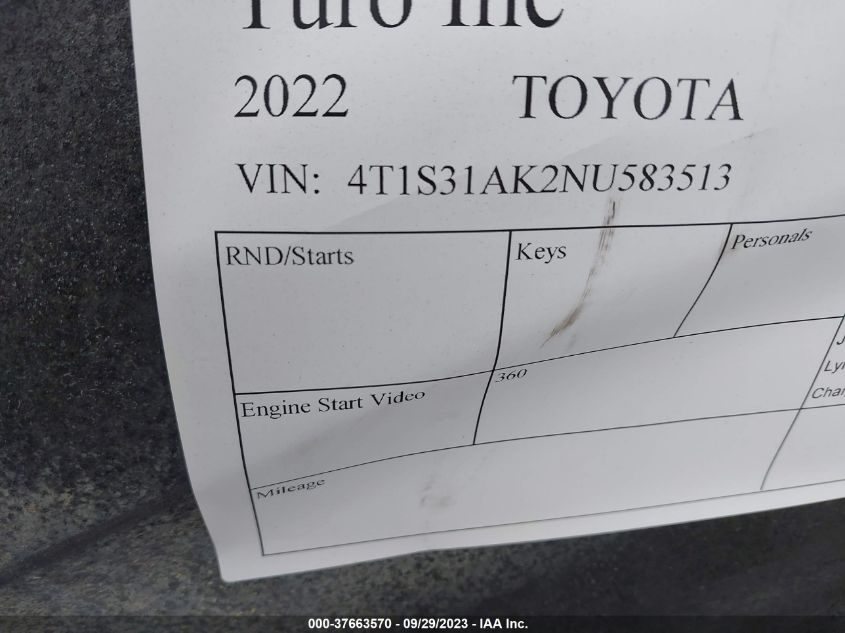 Turo Inc
2022 TOYOTA
VIN: 4T1S31AK2NU583513
RND/Starts Keys Personals
Engine Start Video 360
Mileage
000-37663570 - 09/29/2023 - IAA Inc.